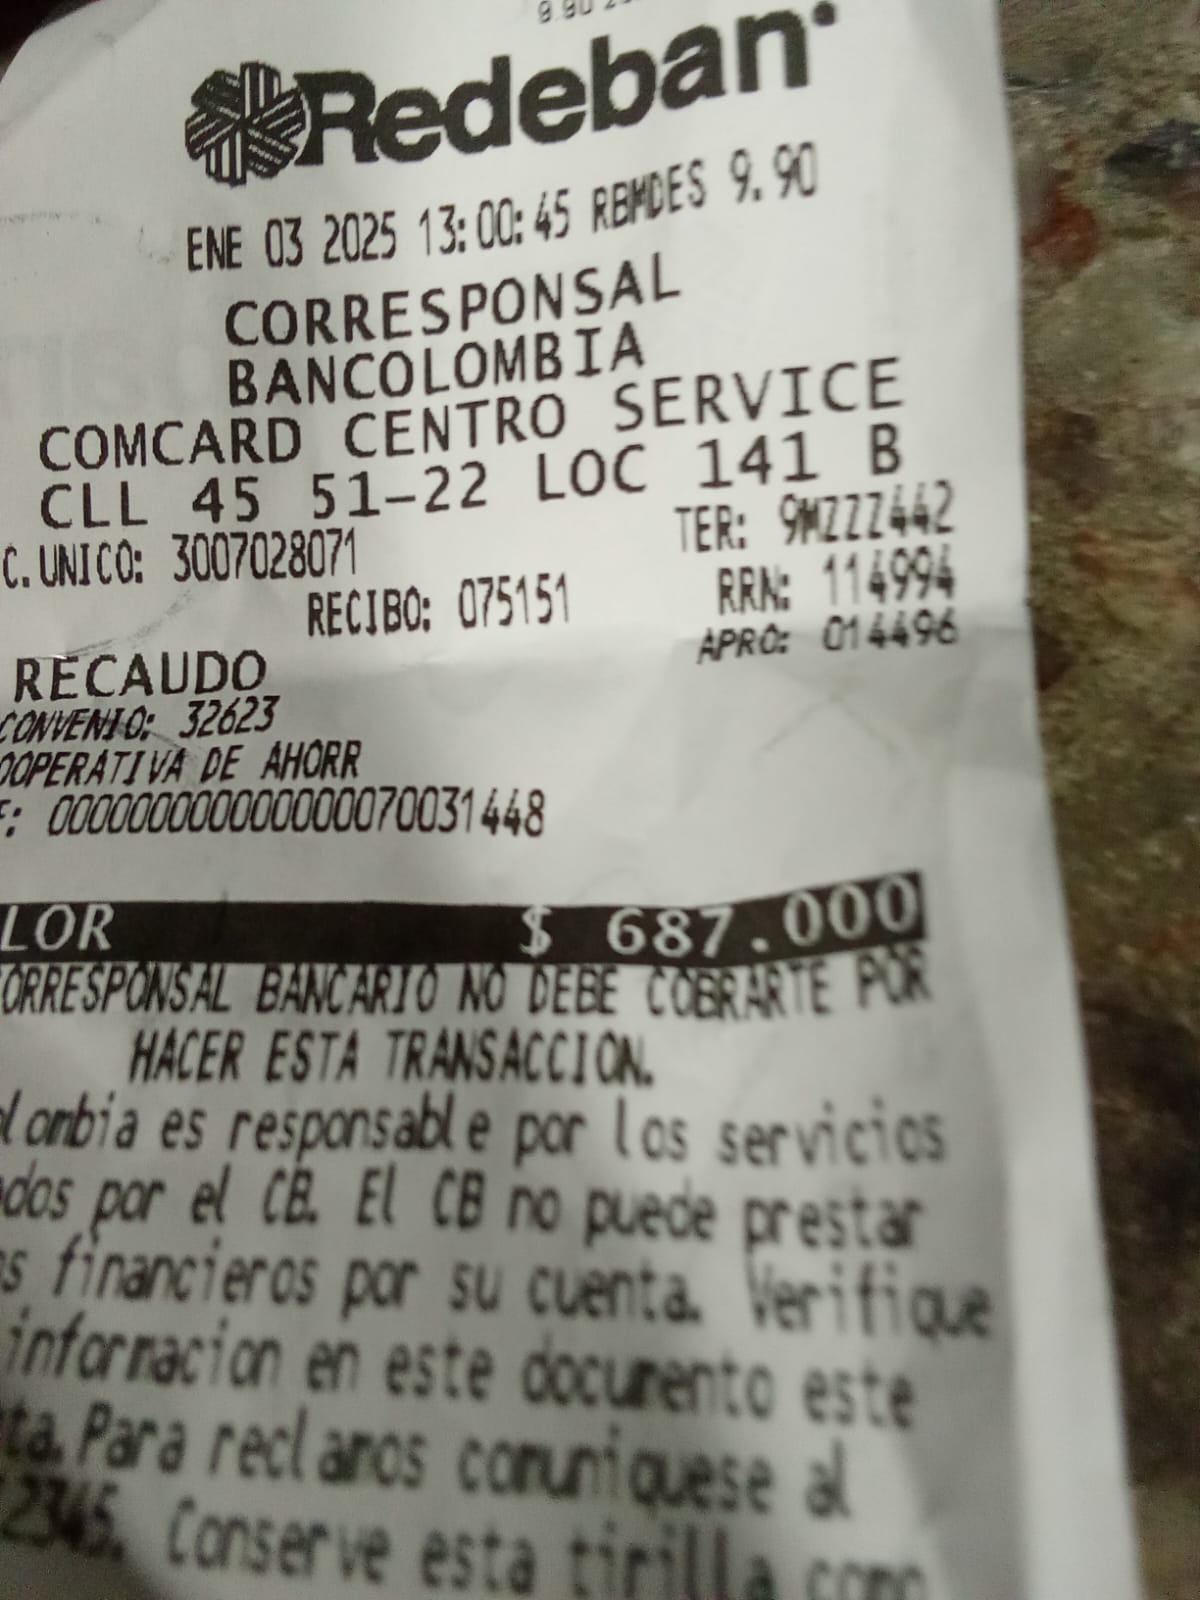 Redeban
ENE 03 2025 13:00:45 RBMDES 9.90
CORRESPONSAL
BANCOLOMBIA
COMCARD CENTRO SERVICE
CLL 45 51-22 LOC 141 B
C.UNICO: 3007028071 TER: 9MZZZ442
RECIBO: 075151 RRN: 114994
RECAUDO APRO: 014496
CONVENIO: 32623
OOPERATIVA DE AHORR
F: 0000000000000000070031448
LOR $ 687.000
ORRESPONSAL BANCARIO NO DEBE COBRARTE POR
HACER ESTA TRANSACCION.
olombia es responsable por los servicios
dos por el CB. El CB no puede prestar
s financieros por su cuenta. Verifique
informacion en este documento este
ta. Para reclamos comuniquese al
2345. Conserve esta tirilla como